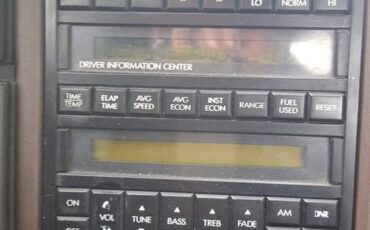 LO NORM HI
DRIVER INFORMATION CENTER
TIME ELAP AVG AVG INST RANGE FUEL RESET
TEMP TIME SPEED ECON ECON USED
ON VOL TUNE BASS TREB FADE AM DNR